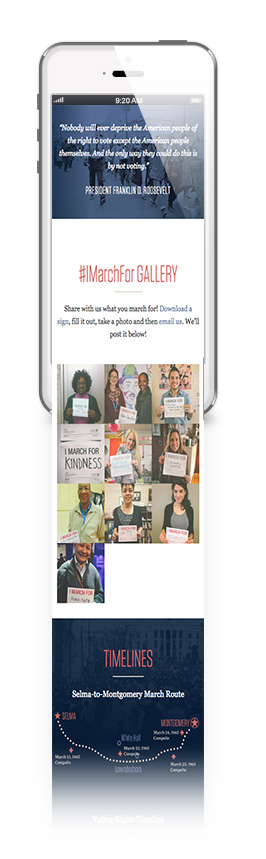 9:20 AM
"Nobody will ever deprive the American people of
the right to vote except the American people
themselves. And the only way they could do this is
by not voting."
PRESIDENT FRANKLIN D. ROOSEVELT
#IMarchFor GALLERY
Share with us what you march for! Download a
sign, fill it out, take a photo and then email us. We'll
post it below!
I MARCH FOR
I MARCH FOR
KINDNESS
I MARCH FOR
I MARCH FOR
TIMELINES
Selma-to-Montgomery March Route
SELMA
MONTGOMERY
White Hall
Lowndesboro
March 21, 1965
Campsite
March 22, 1965
Campsite
March 24, 1965
Campsite
March 23, 1965
Campsite
Voting Rights Timeline